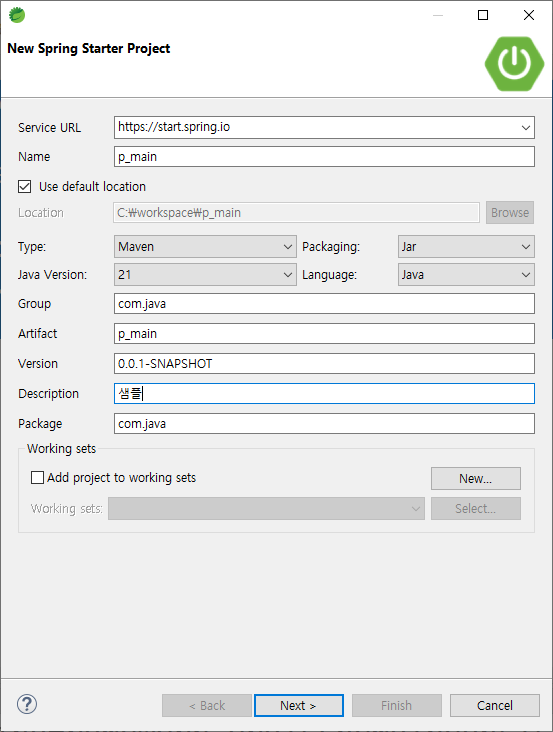 New Spring Starter Project
Service URL https://start.spring.io
Name p_main
Use default location
Location C:₩workspace₩p_main Browse
Type: Maven Packaging: Jar
Java Version: 21 Language: Java
Group com.java
Artifact p_main
Version 0.0.1-SNAPSHOT
Description 샘플
Package com.java
Working sets
Add project to working sets New...
Working sets: Select...
? < Back Next > Finish Cancel